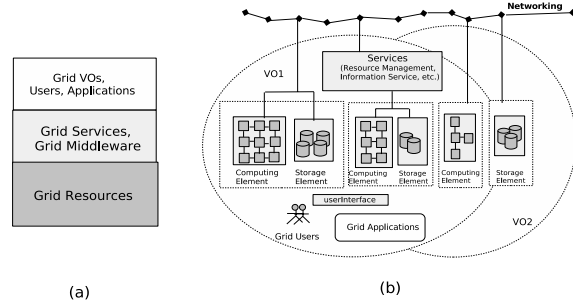 Grid VOs,
Users, Applications
Grid Services,
Grid Middleware
Grid Resources
(a)
Networking
Services
(Resource Management,
Information Service, etc.)
VO1
Computing
Element
Storage
Element
Computing
Element
Storage
Element
Computing
Element
Storage
Element
userInterface
Grid Users
Grid Applications
VO2
(b)